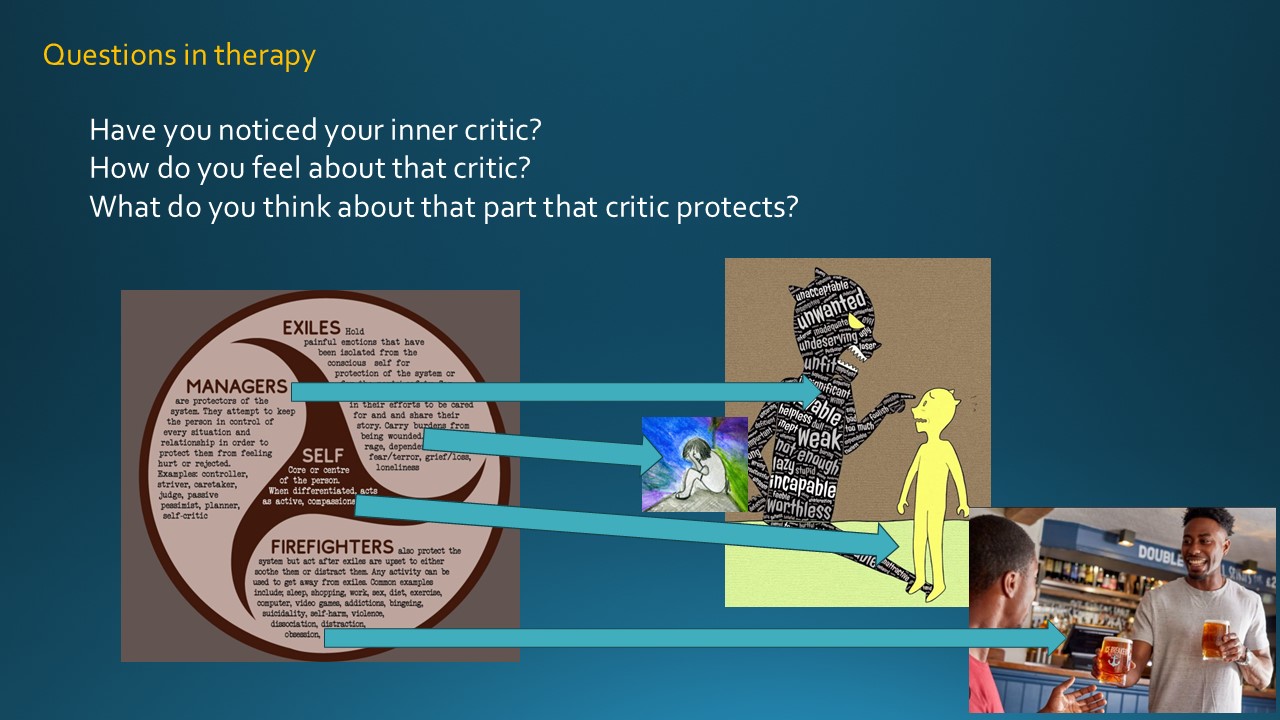 Questions in therapy
Have you noticed your inner critic?
How do you feel about that critic?
What do you think about that part that critic protects?
EXILES Hold
painful emotions that have
been isolated from the
conscious self for
protection of the system or
in their efforts to be cared
for and and share their
story. Carry burdens from
being wounded,
rage, depende
fear/terror, grief/loss,
loneliness
MANAGERS
are protectors of the
system. They attempt to keep
the person in control of
every situation and
relationship in order to
protect them from feeling
hurt or rejected.
Examples: controller,
striver, caretaker,
judge, passive
pessimist, planner,
self-critic
SELF
Core or centre
of the person.
When differentiated, acts
as active, compassiona
FIREFIGHTERS also protect the
system but act after exiles are upset to either
soothe them or distract them. Any activity can be
used to get away from exiles. Common examples
include; sleep, shopping, work, sex, diet, exercise,
computer, video games, addictions, bingeing,
suicidality, self-harm, violence,
dissociation, distraction,
obsession,
unacceptable
unwanted
inadequate
evil
undeserving
ugly
loser
unfit
significant
able
helpless
dull
inept
weak
foolish
too much
not enough
lazy
stupid
incapable
feeble
worthless
unattractive
DOUBLE